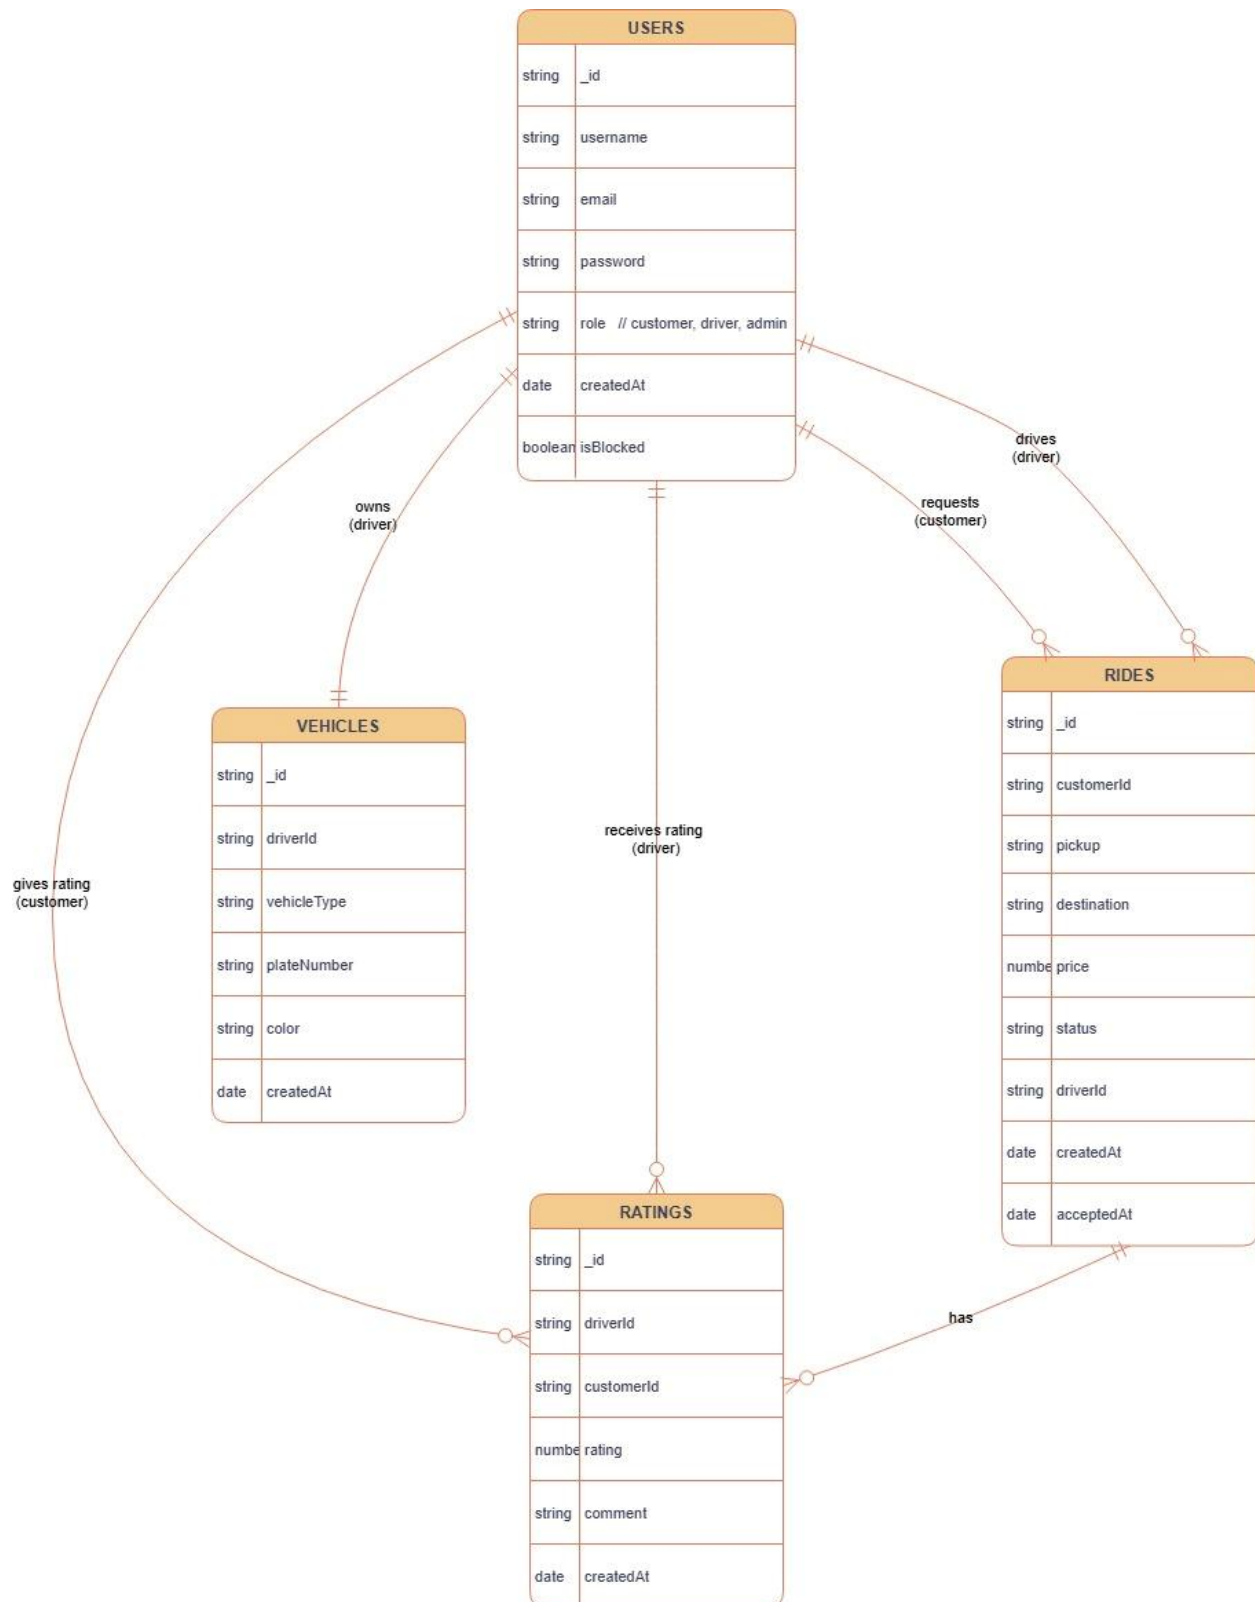 USERS
string _id
string username
string email
string password
string role // customer, driver, admin
date createdAt
boolean isBlocked
drives
(driver)
requests
(customer)
owns
(driver)
receives rating
(driver)
gives rating
(customer)
VEHICLES
string _id
string driverId
string vehicleType
string plateNumber
string color
date createdAt
RIDES
string _id
string customerId
string pickup
string destination
numbe price
string status
string driverId
date createdAt
date acceptedAt
has
RATINGS
string _id
string driverId
string customerId
numbe rating
string comment
date createdAt